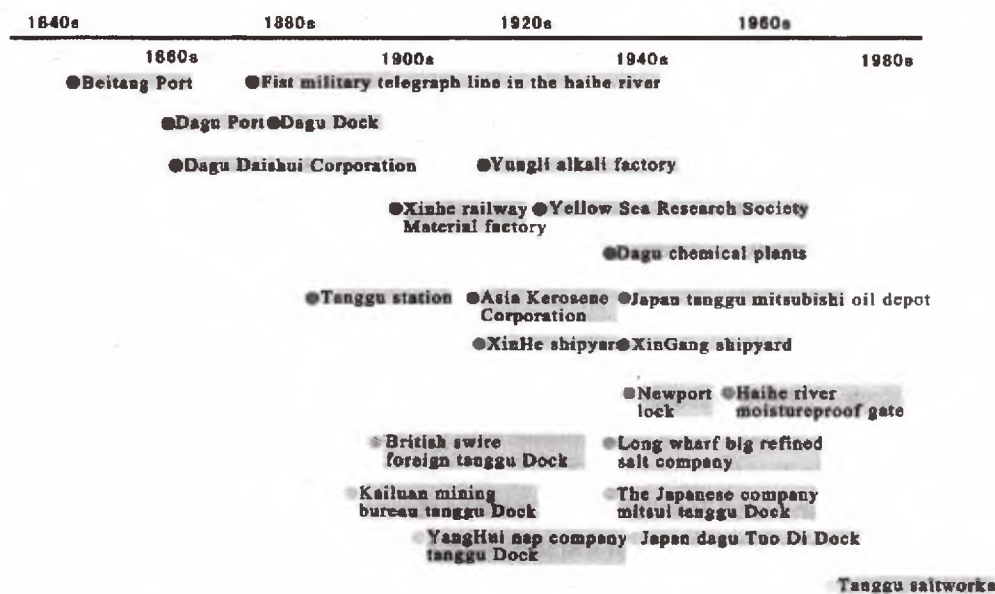 1840s 1880s 1920s 1960s
1860s 1900s 1940s 1980s
Beitang Port Fist military telegraph line in the haihe river
Dagu Port Dagu Dock
Dagu Daishui Corporation Yungli alkali factory
Xinhe railway Yellow Sea Research Society
Material factory
Dagu chemical plants
Tanggu station Asia Kerosene Japan tanggu mitsubishi oil depot
Corporation
XinHe shipyard XinGang shipyard
Newport Haihe river
lock moistureproof gate
British swire Long wharf big refined
foreign tanggu Dock salt company
Kailuan mining The Japanese company
bureau tanggu Dock mitsui tanggu Dock
YangHui nap company Japan dagu Tuo Di Dock
tanggu Dock
Tanggu saltworks